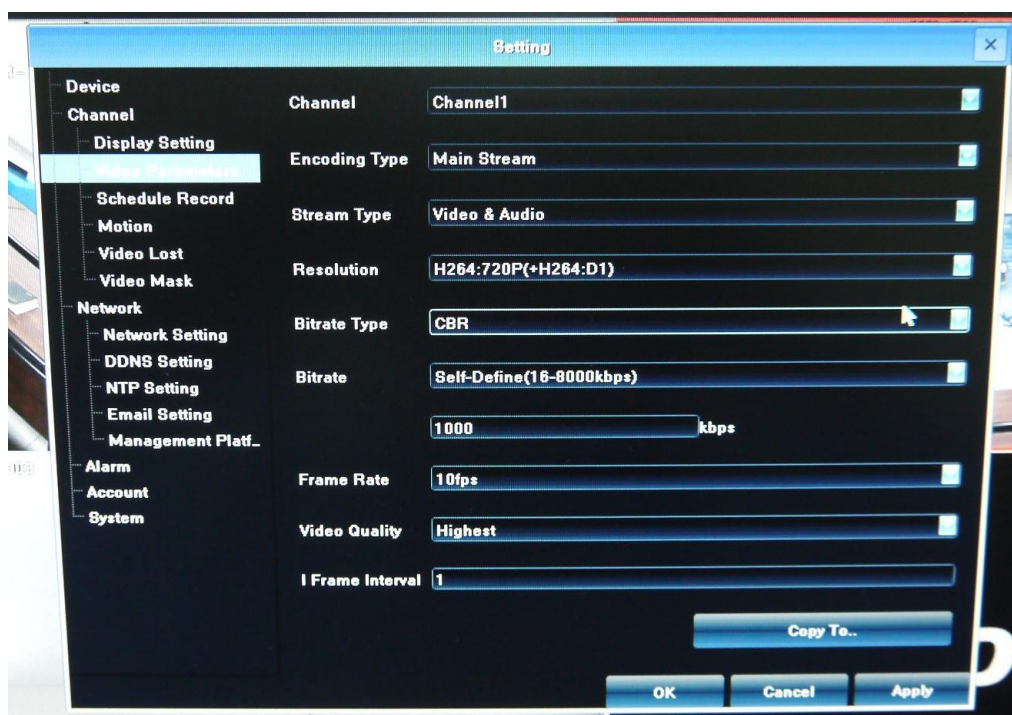 Setting
Device
Channel
Display Setting
Video Parameters
Schedule Record
Motion
Video Lost
Video Mask
Network
Network Setting
DDNS Setting
NTP Setting
Email Setting
Management Platf_
Alarm
Account
System
Channel Channel1
Encoding Type Main Stream
Stream Type Video & Audio
Resolution H264:720P(+H264:D1)
Bitrate Type CBR
Bitrate Self-Define(16-8000kbps)
1000 kbps
Frame Rate 10fps
Video Quality Highest
I Frame Interval 1
Copy To..
OK Cancel Apply